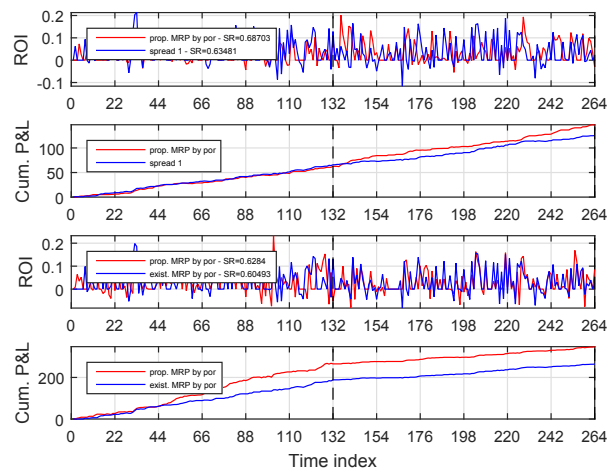 0.2
0.1
0
-0.1
ROI
prop. MRP by por - SR=0.68703
spread 1 - SR=0.63481
0 22 44 66 88 110 132 154 176 198 220 242 264
100
50
0
Cum. P&L
prop. MRP by por
spread 1
0 22 44 66 88 110 132 154 176 198 220 242 264
0.2
0.1
0
ROI
prop. MRP by por - SR=0.6284
exist. MRP by por - SR=0.60493
0 22 44 66 88 110 132 154 176 198 220 242 264
200
0
Cum. P&L
prop. MRP by por
exist. MRP by por
0 22 44 66 88 110 132 154 176 198 220 242 264
Time index